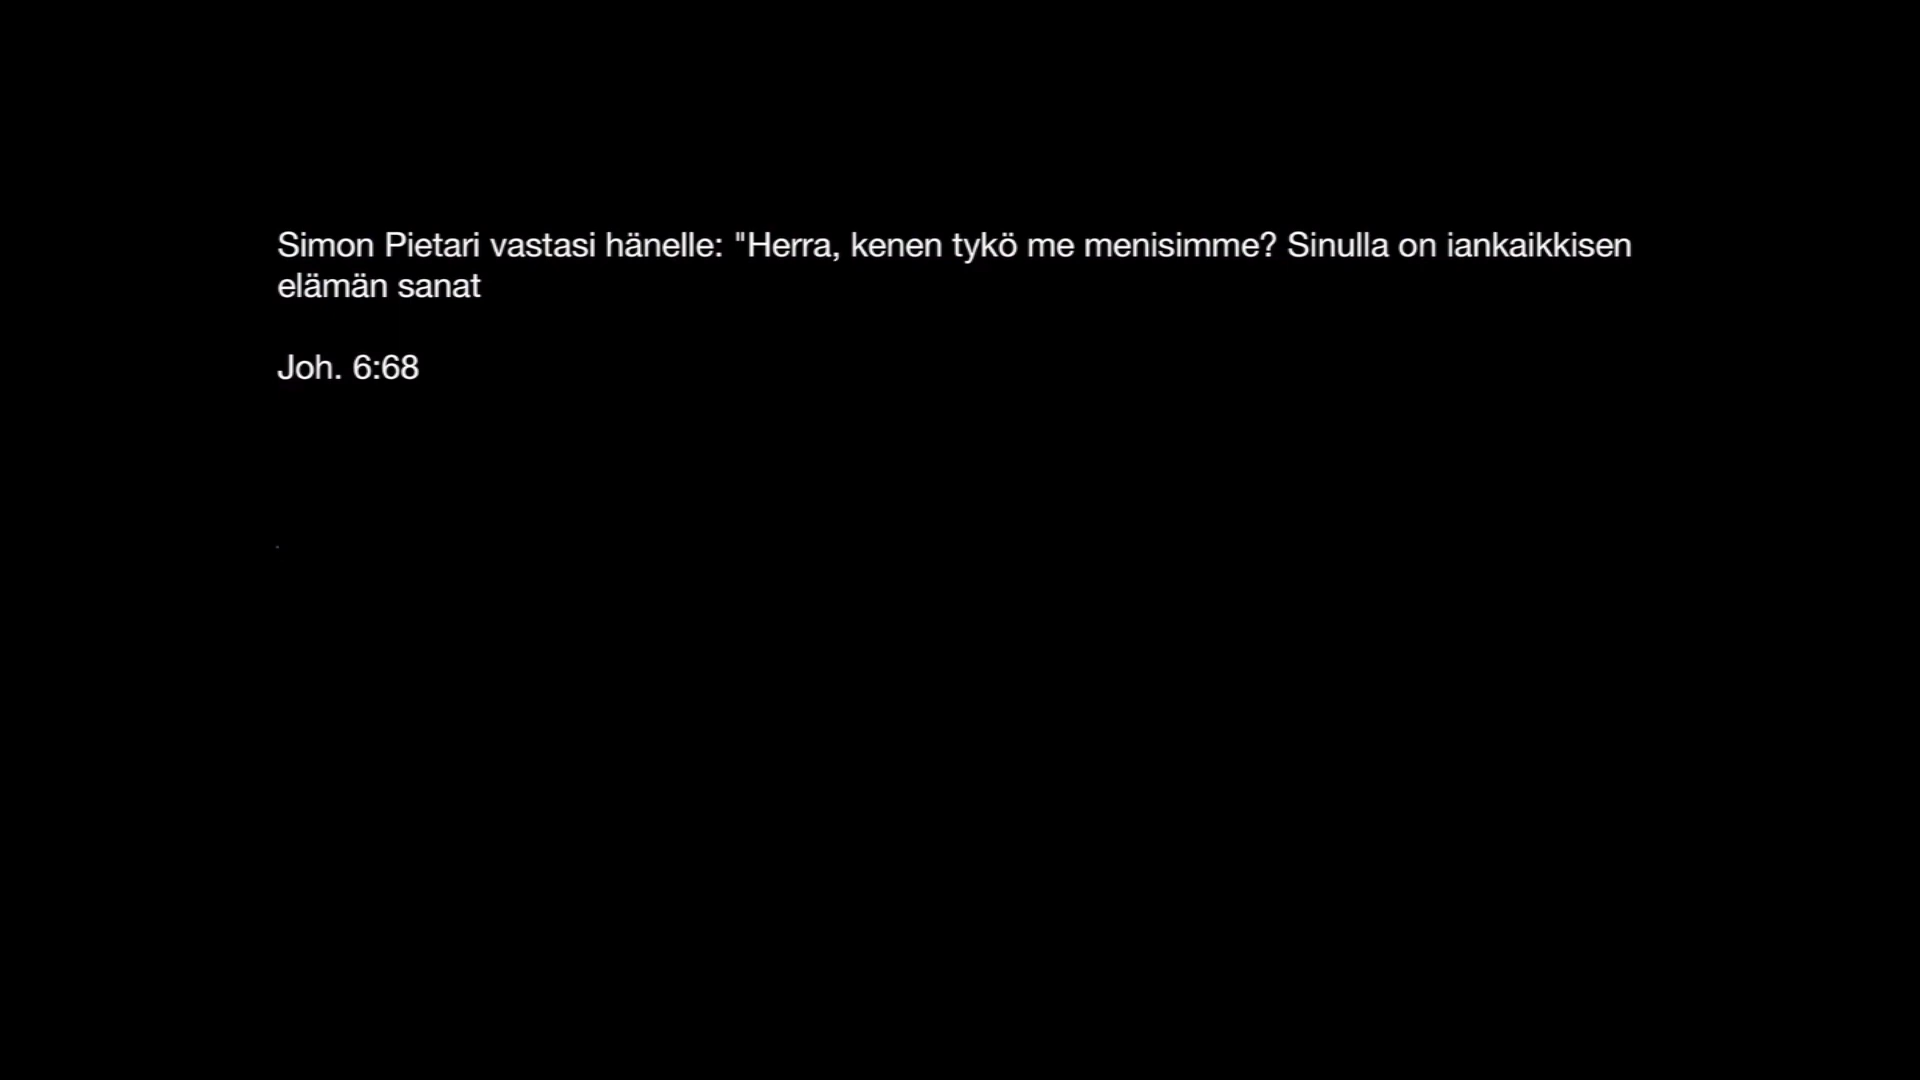 Simon Pietari vastasi hänelle: "Herra, kenen tykö me menisimme? Sinulla on iankaikkisen
elämän sanat
Joh. 6:68